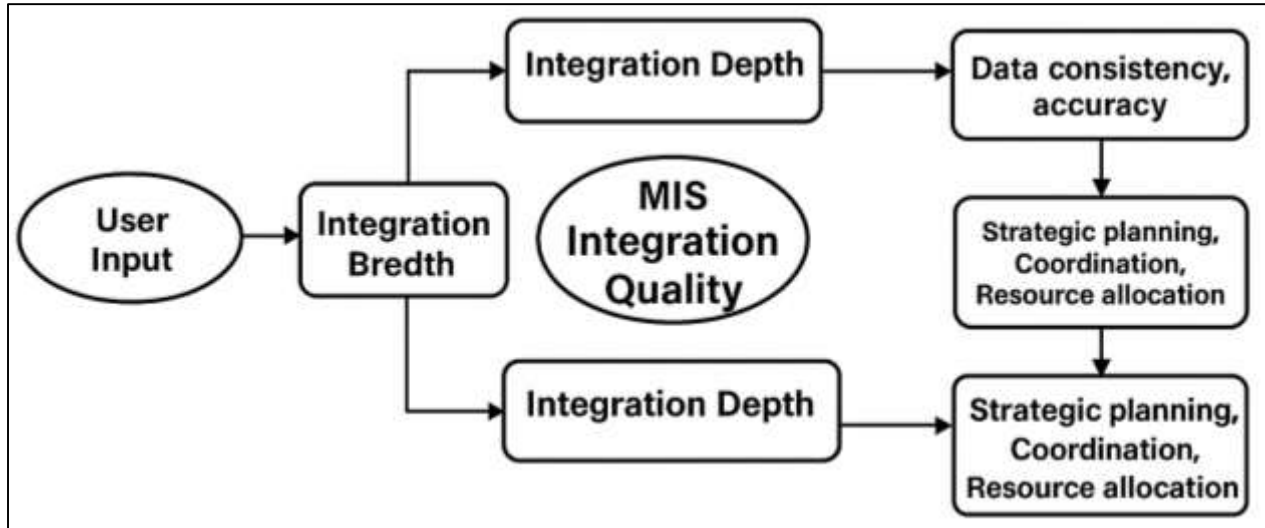 User
Input
Integration
Bredth
Integration Depth
MIS
Integration
Quality
Integration Depth
Data consistency,
accuracy
Strategic planning,
Coordination,
Resource allocation
Strategic planning,
Coordination,
Resource allocation